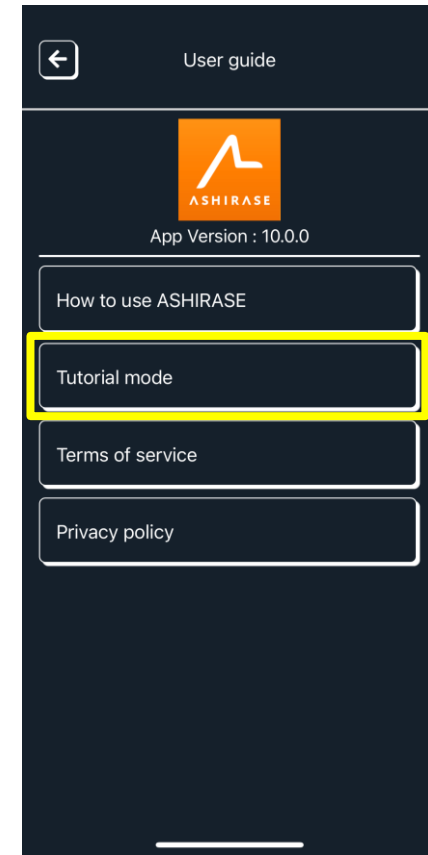 User guide
ASHIRASE
App Version : 10.0.0
How to use ASHIRASE
Tutorial mode
Terms of service
Privacy policy